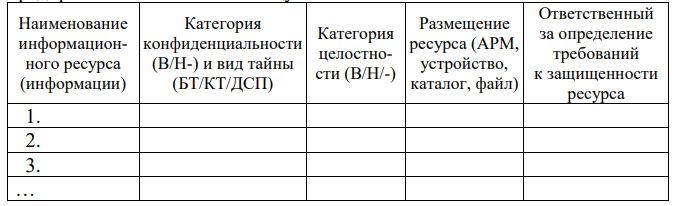 Наименование
информацион-
ного ресурса
(информации)
Категория
конфиденциальности
(В/Н-) и вид тайны
(БТ/КТ/ДСП)
Категория
целостно-
сти (В/Н/-)
Размещение
ресурса (АРМ,
устройство,
каталог, файл)
Ответственный
за определение
требований
к защищенности
ресурса
1.
2.
3.
…